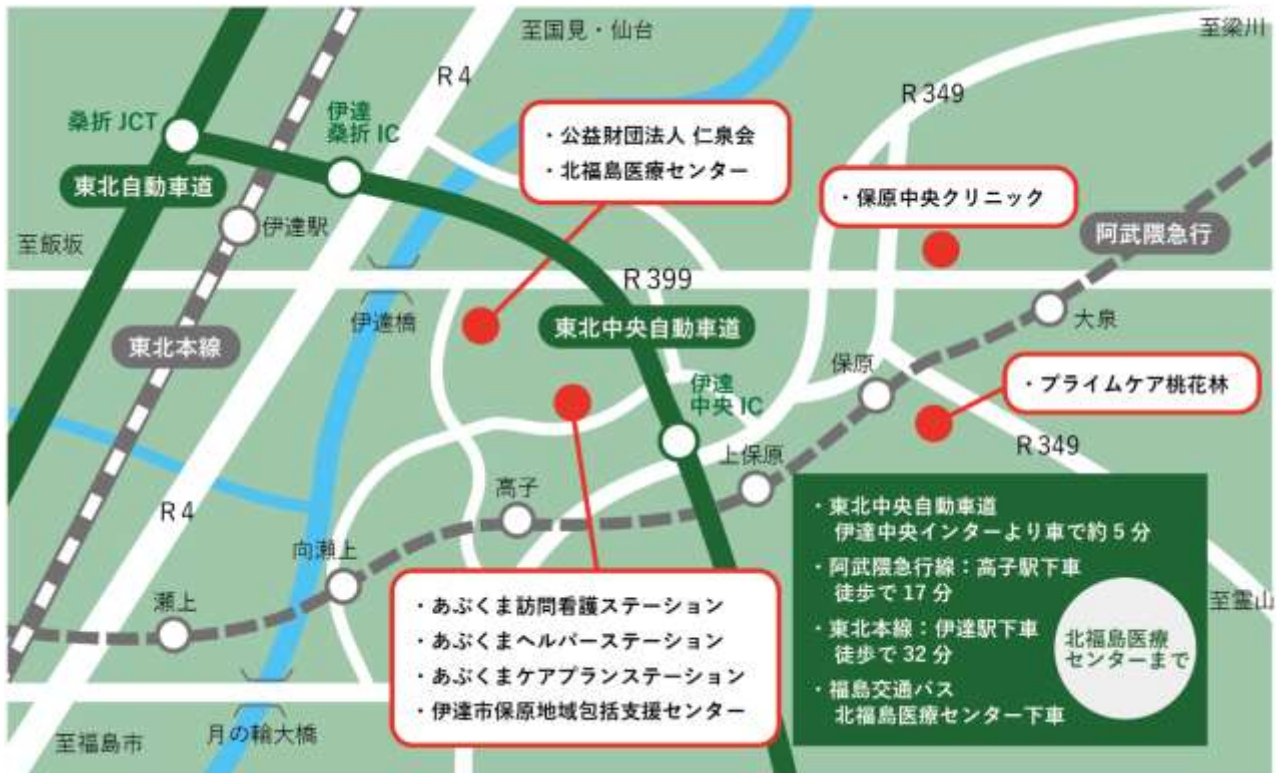 至国見・仙台
至梁川
R 4
R 349
桑折 JCT
伊達
桑折 IC
・公益財団法人 仁泉会
・北福島医療センター
東北自動車道
・保原中央クリニック
伊達駅
阿武隈急行
至飯坂
R 399
伊達橋
東北中央自動車道
大泉
東北本線
保原
・プライムケア桃花林
伊達
中央 IC
R 349
上保原
高子
R 4
向瀬上
瀬上
・東北中央自動車道
伊達中央インターより車で約 5 分
・阿武隈急行線：高子駅下車
徒歩で 17 分
・東北本線：伊達駅下車
徒歩で 32 分
・福島交通バス
北福島医療センター下車
北福島医療
センターまで
至霊山
・あぶくま訪問看護ステーション
・あぶくまヘルパーステーション
・あぶくまケアプランステーション
・伊達市保原地域包括支援センター
月の輪大橋
至福島市